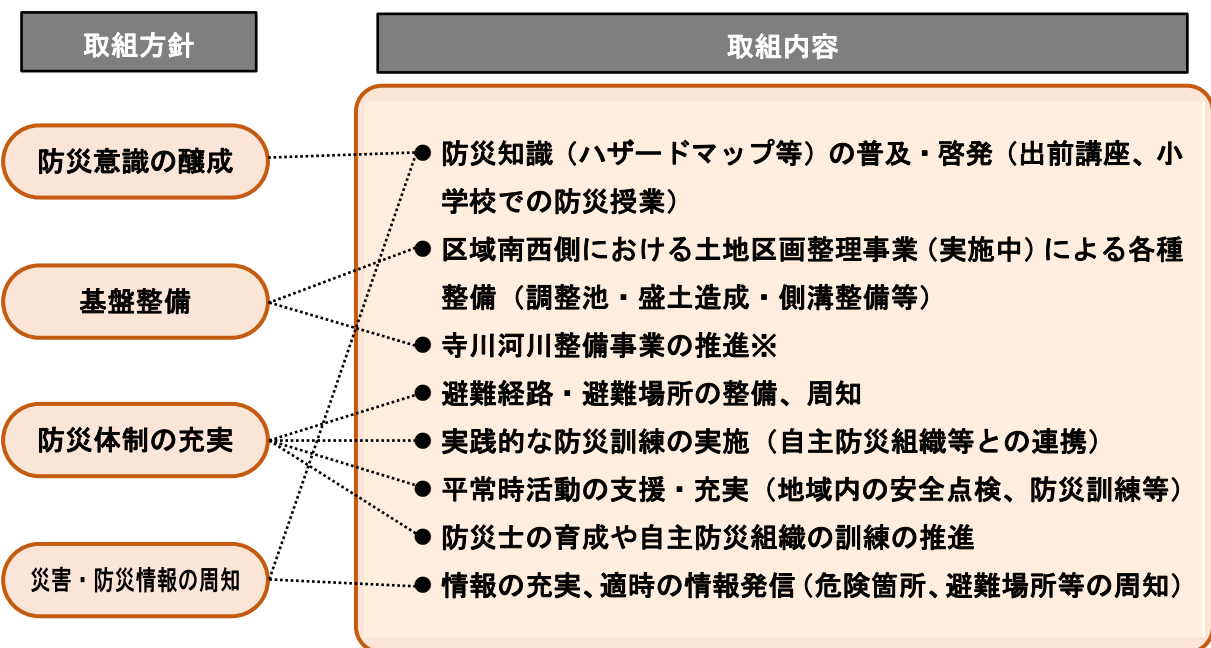 取組方針
取組内容
防災意識の醸成
基盤整備
防災体制の充実
災害・防災情報の周知
● 防災知識（ハザードマップ等）の普及・啓発（出前講座、小
学校での防災授業）
● 区域南西側における土地区画整理事業（実施中）による各種
整備（調整池・盛土造成・側溝整備等）
● 寺川河川整備事業の推進※
● 避難経路・避難場所の整備、周知
● 実践的な防災訓練の実施（自主防災組織等との連携）
● 平常時活動の支援・充実（地域内の安全点検、防災訓練等）
● 防災士の育成や自主防災組織の訓練の推進
● 情報の充実、適時の情報発信（危険箇所、避難場所等の周知）